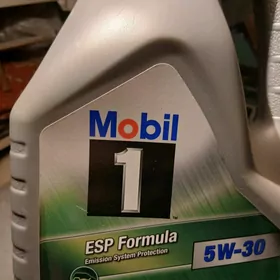 Mobil
1
ESP Formula
Emission System Protection
5W-30